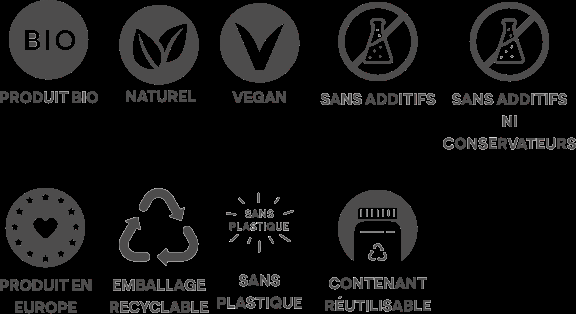 BIO
PRODUIT BIO
NATUREL
VEGAN
SANS ADDITIFS
SANS ADDITIFS
NI
CONSERVATEURS
PRODUIT EN
EUROPE
EMBALLAGE
RECYCLABLE
SANS
PLASTIQUE
SANS
PLASTIQUE
CONTENANT
RÉUTILISABLE